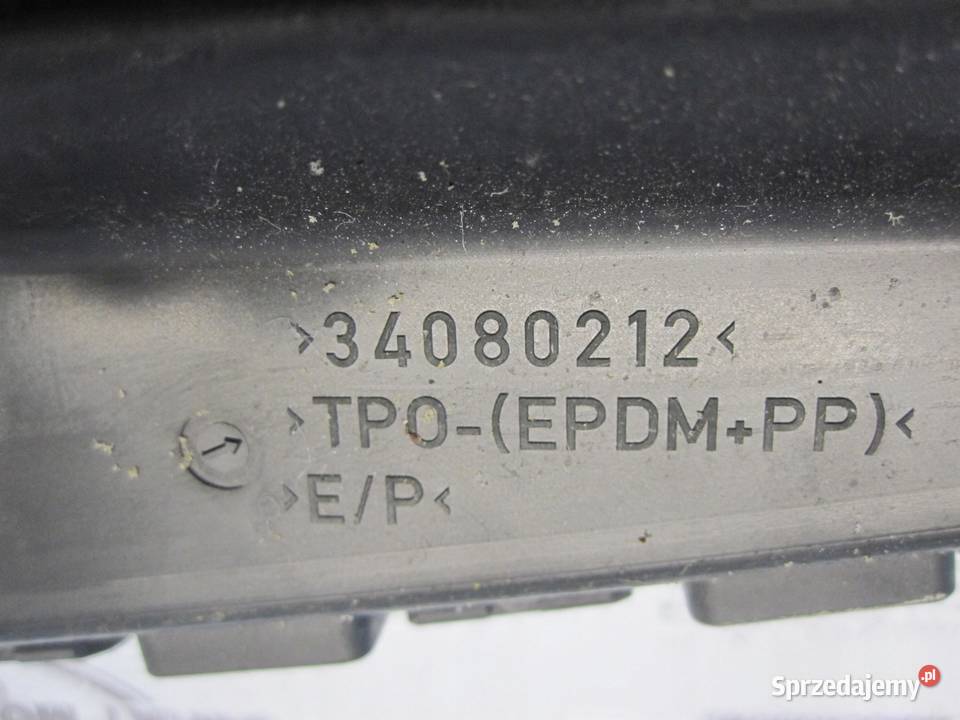 >34080212<
>TPO-(EPDM+PP)<
>E/P<
Sprzedajemy.pl